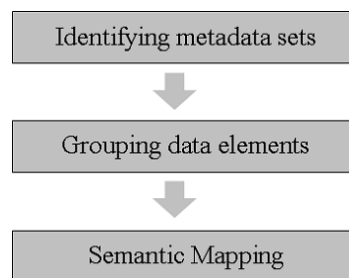 Identifying metadata sets
Grouping data elements
Semantic Mapping